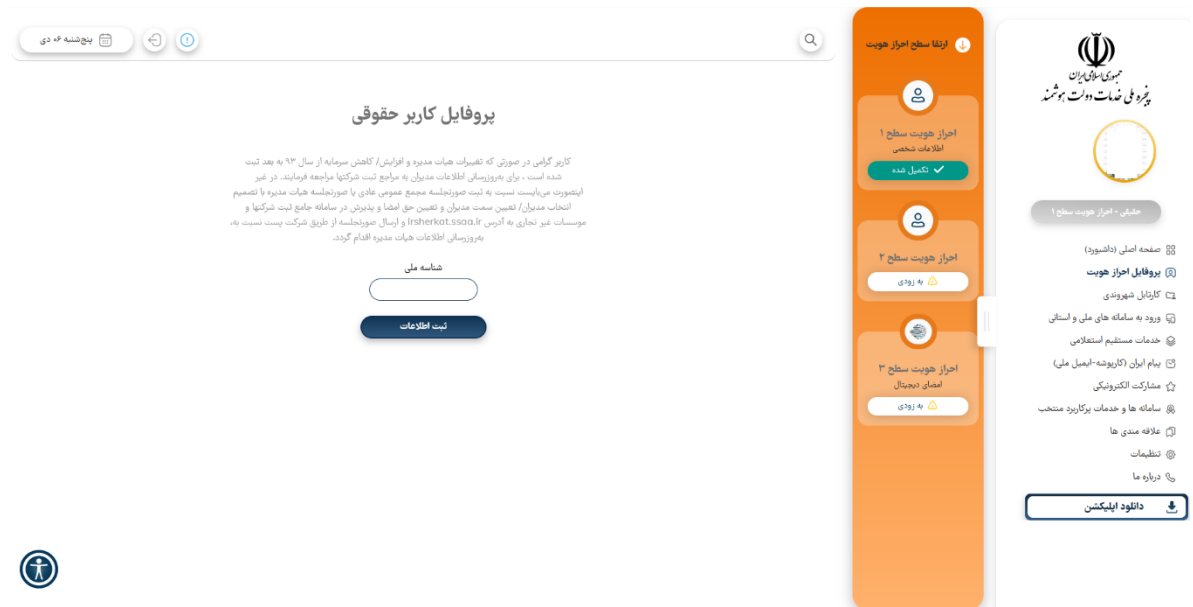 جمهوری اسلامی ایران
پنجره ملی خدمات دولت هوشمند
حقیقی - احراز هویت سطح ۱
صفحه اصلی (داشبورد)
پروفایل احراز هویت
کارتابل شهروندی
ورود به سامانه های ملی و استانی
خدمات مستقیم استعلامی
پیام ایران (کارپوشه-ایمیل ملی)
مشارکت الکترونیکی
سامانه ها و خدمات پرکاربرد منتخب
علاقه مندی ها
تنظیمات
درباره ما
دانلود اپلیکشن
ارتقا سطح احراز هویت
احراز هویت سطح ۱
اطلاعات شخصی
تکمیل شده
احراز هویت سطح ۲
به زودی
احراز هویت سطح ۳
امضای دیجیتال
به زودی
پنج‌شنبه ۰۶ دی
پروفایل کاربر حقوقی
کاربر گرامی در صورتی که تغییرات هیات مدیره و افزایش/ کاهش سرمایه از سال ۹۳ به بعد ثبت
شده است ، برای به‌روزرسانی اطلاعات مدیران به مراجع ثبت شرکتها مراجعه فرمایند. در غیر
اینصورت می‌بایست نسبت به ثبت صورتجلسه مجمع عمومی عادی یا صورتجلسه هیات مدیره با تصمیم
انتخاب مدیران/ تعیین سمت مدیران و تعیین حق امضا و پذیرش در سامانه جامع ثبت شرکتها و
موسسات غیر تجاری به آدرس irsherkat.ssaa.ir و ارسال صورتجلسه از طریق شرکت پست نسبت به،
به‌روزرسانی اطلاعات هیات مدیره اقدام گردد.
شناسه ملی
ثبت اطلاعات